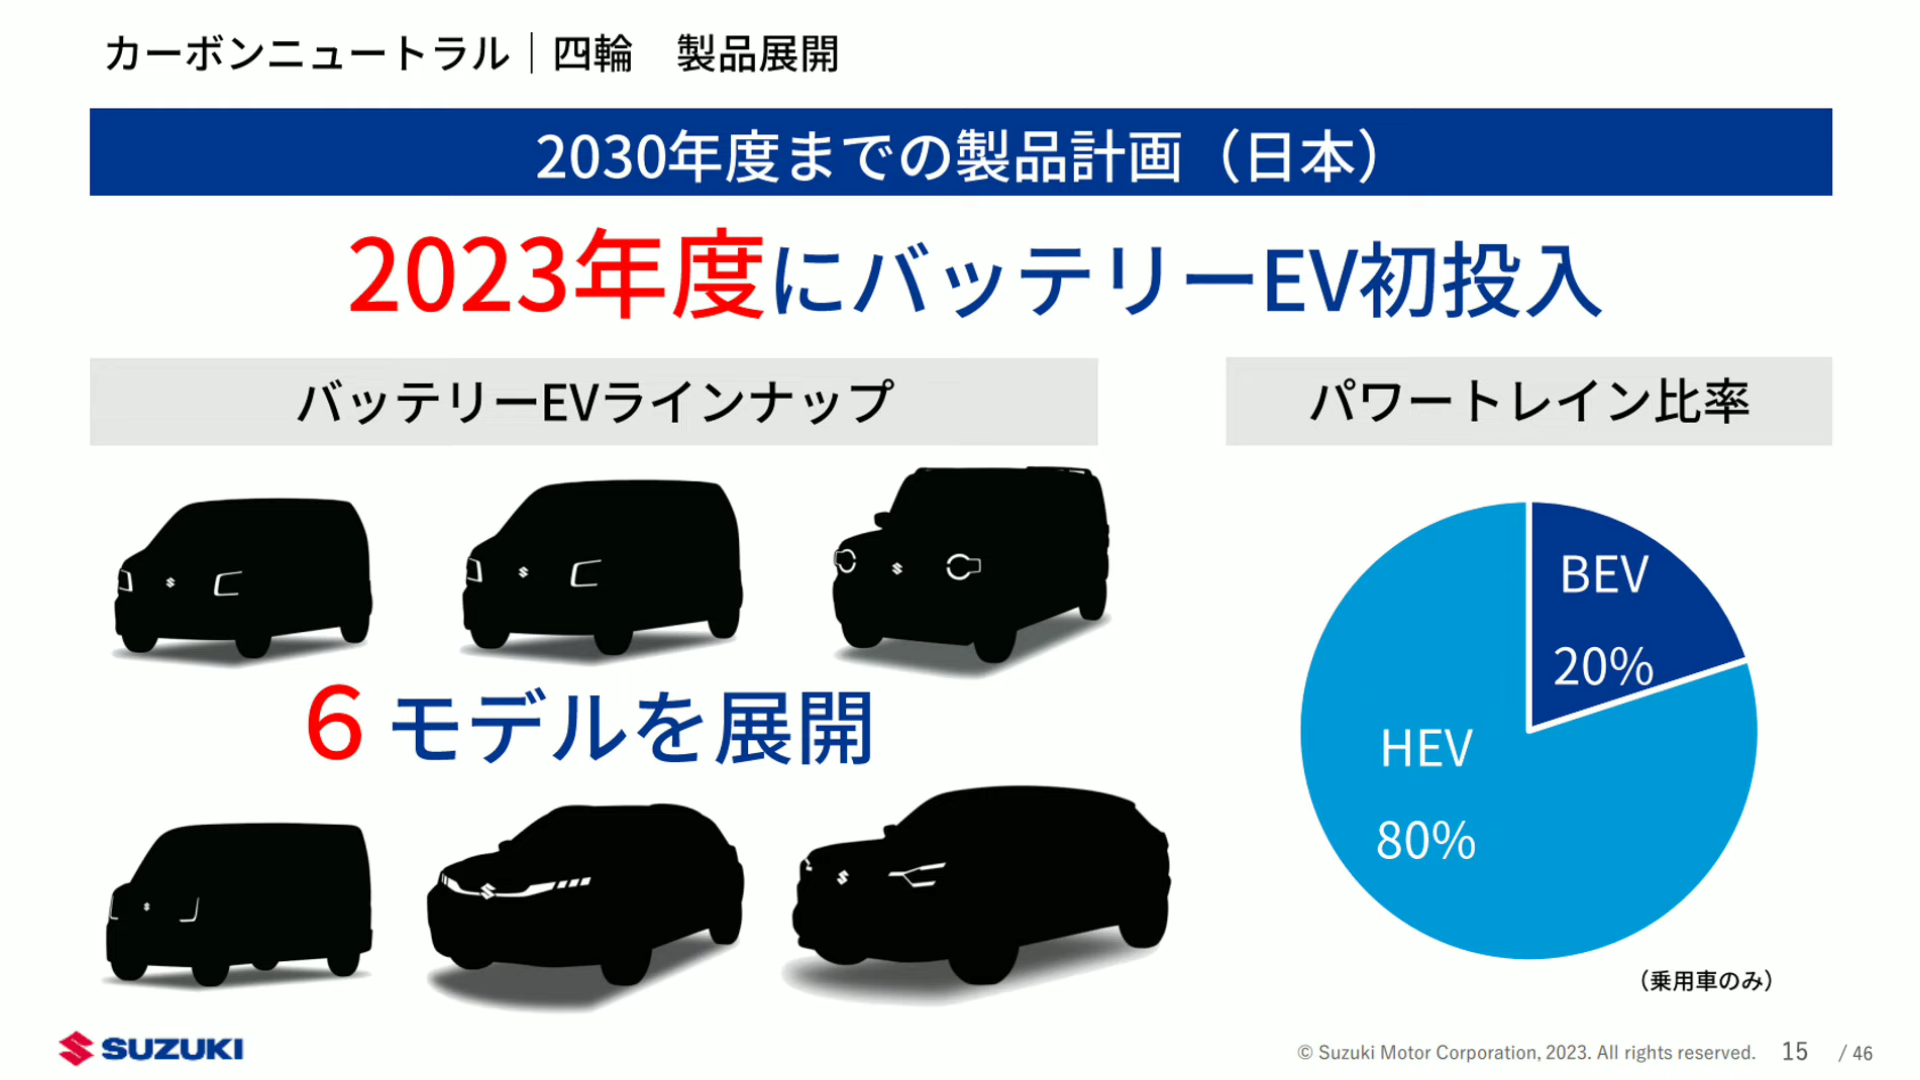 カーボンニュートラル｜四輪　製品展開
2030年度までの製品計画（日本）
2023年度にバッテリーEV初投入
バッテリーEVラインナップ
パワートレイン比率
6 モデルを展開
BEV
20%
HEV
80%
（乗用車のみ）
SUZUKI
© Suzuki Motor Corporation, 2023. All rights reserved. 15 / 46